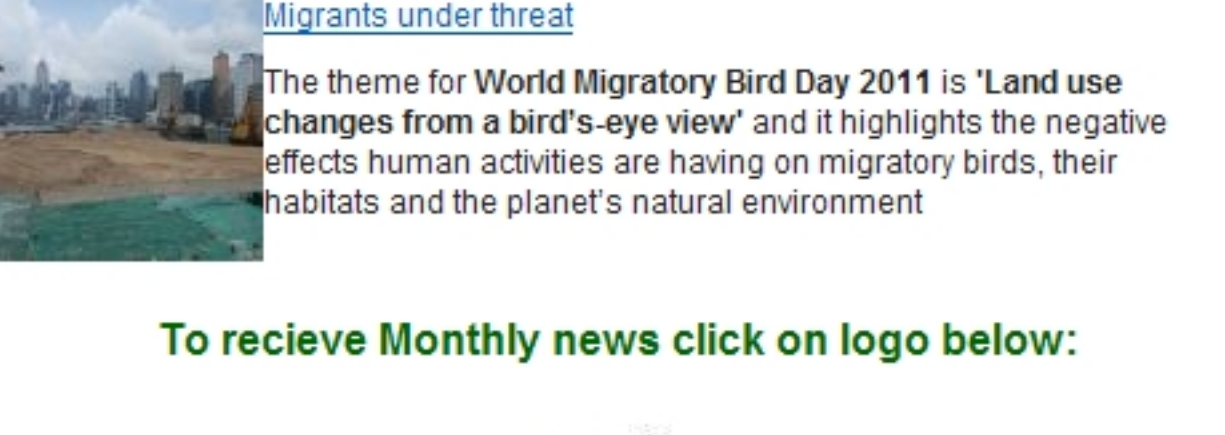 Migrants under threat
The theme for World Migratory Bird Day 2011 is 'Land use
changes from a bird's-eye view' and it highlights the negative
effects human activities are having on migratory birds, their
habitats and the planet's natural environment
To recieve Monthly news click on logo below: